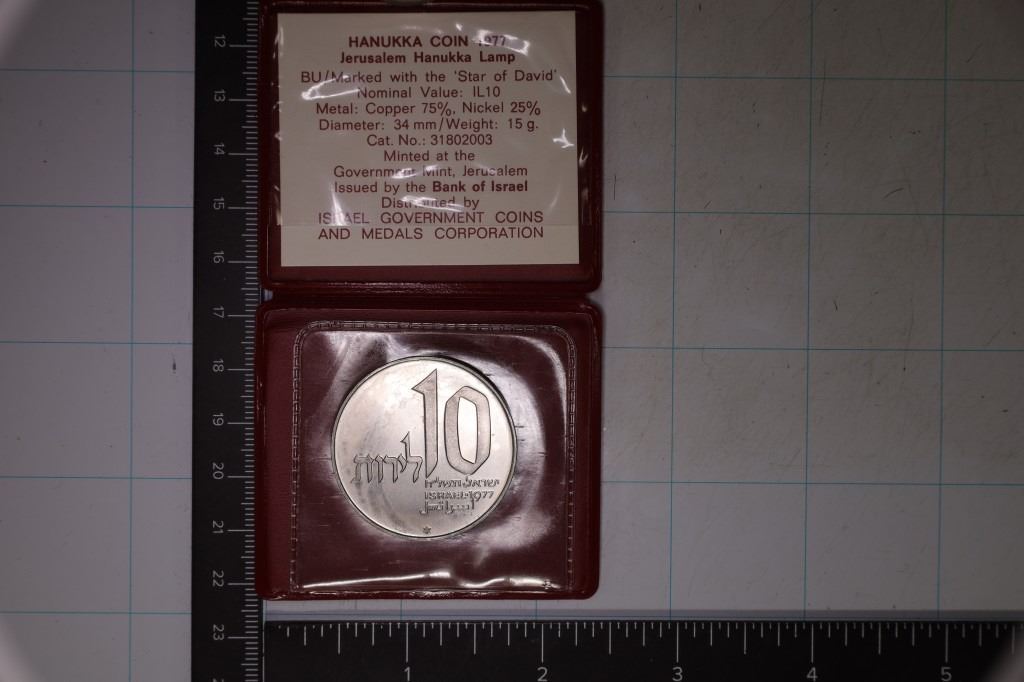 HANUKKA COIN 1977
Jerusalem Hanukka Lamp
BU/Marked with the 'Star of David'
Nominal Value: IL10
Metal: Copper 75%, Nickel 25%
Diameter: 34 mm/Weight: 15 g.
Cat. No.: 31802003
Minted at the
Government Mint, Jerusalem
Issued by the Bank of Israel
Distributed by
ISRAEL GOVERNMENT COINS
AND MEDALS CORPORATION
10
לירות
ישראל תשל"ח
ISRAEL 1977
اسرائيل
12
13
14
15
16
17
18
19
20
21
22
23
1
2
3
4
5